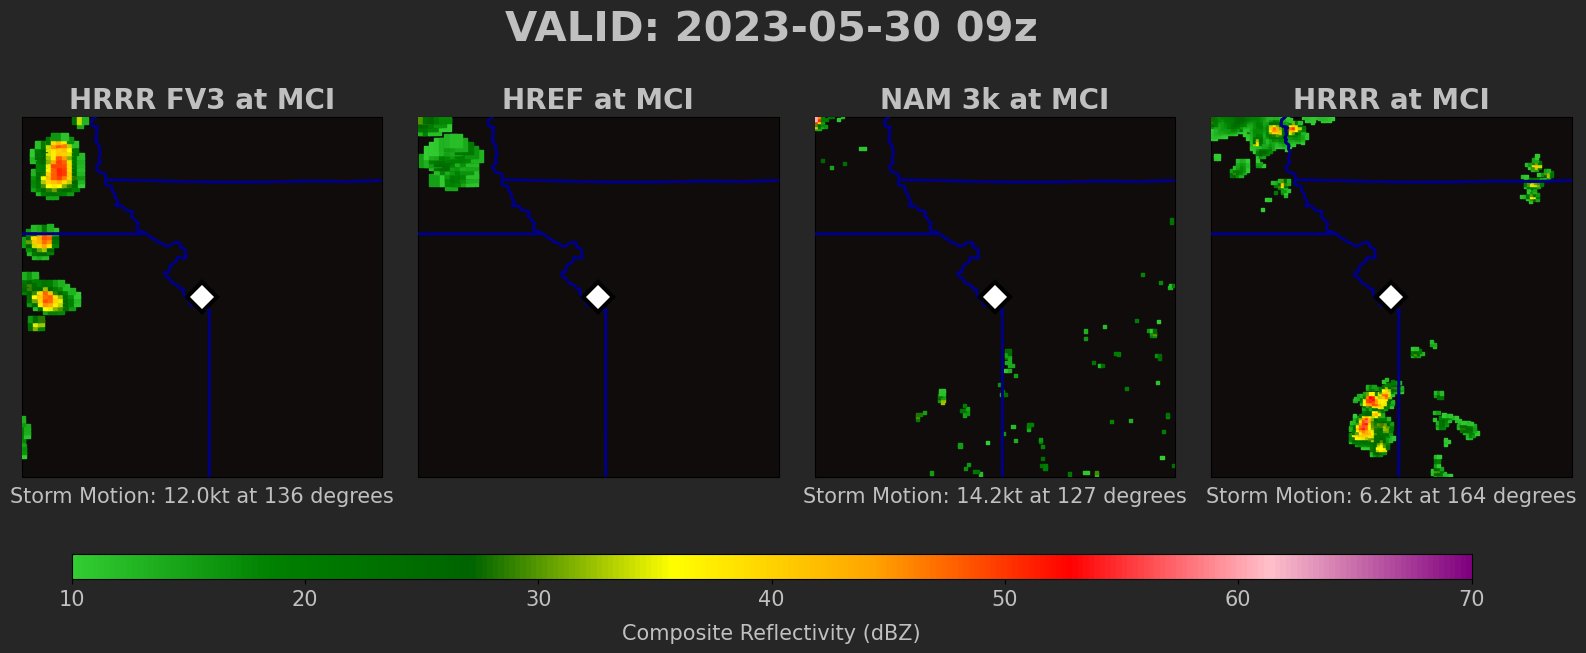 VALID: 2023-05-30 09z
HRRR FV3 at MCI
HREF at MCI
NAM 3k at MCI
HRRR at MCI
Storm Motion: 12.0kt at 136 degrees
Storm Motion: 14.2kt at 127 degrees
Storm Motion: 6.2kt at 164 degrees
10 20 30 40 50 60 70
Composite Reflectivity (dBZ)